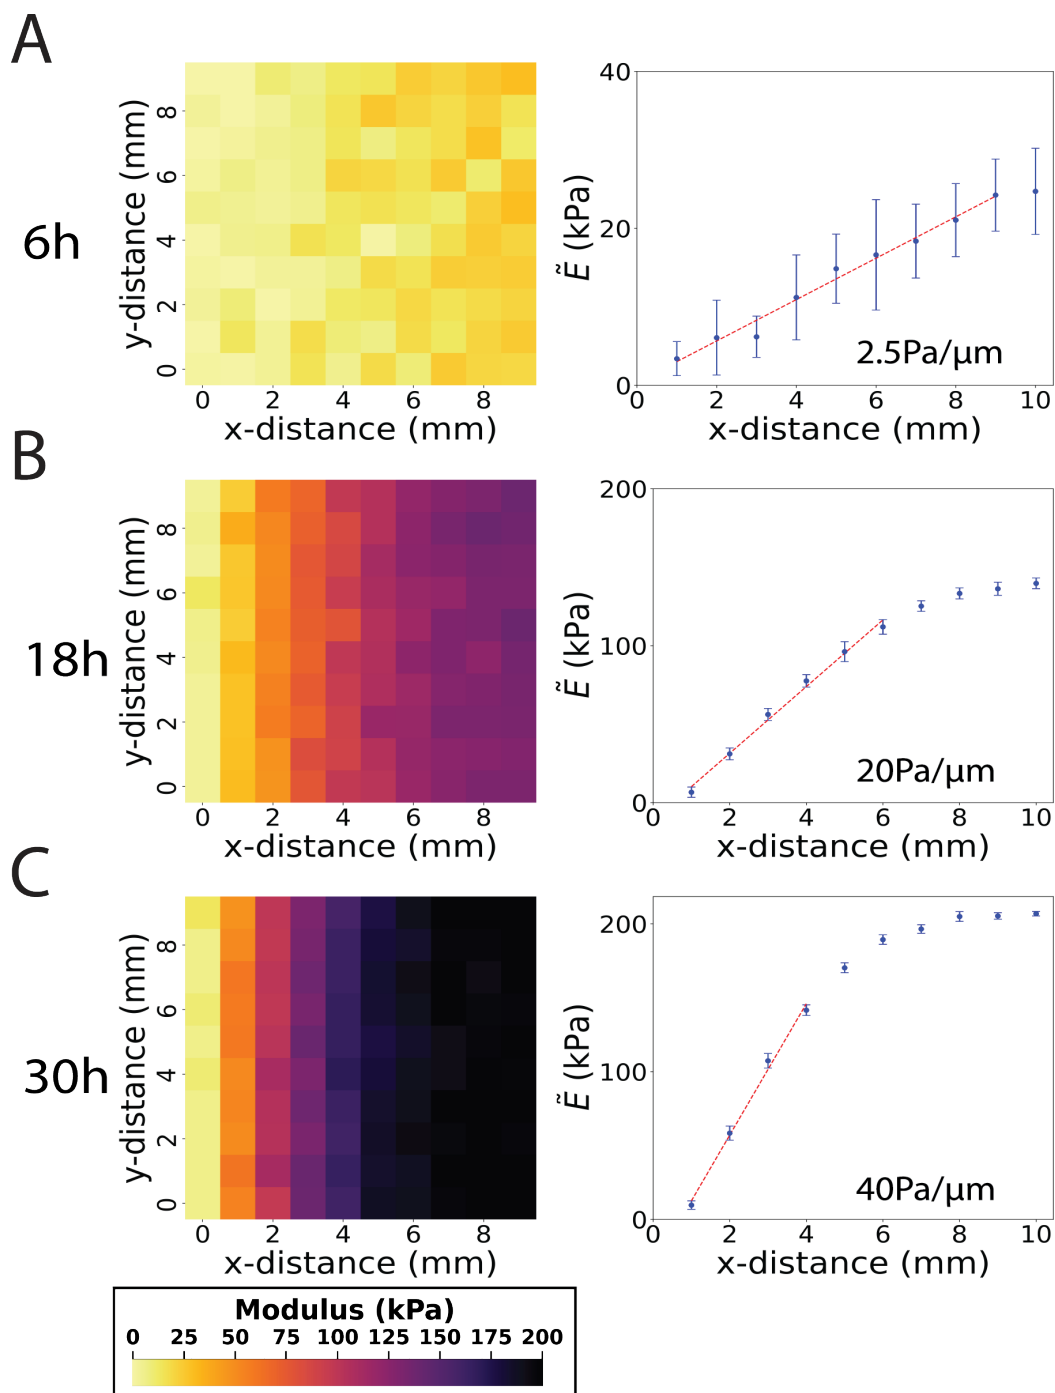 A
6h
y-distance (mm)
8
6
4
2
0
0 2 4 6 8
x-distance (mm)
Ẽ (kPa)
40
20
0
2.5Pa/μm
2 4 6 8 10
x-distance (mm)
B
18h
y-distance (mm)
8
6
4
2
0
0 2 4 6 8
x-distance (mm)
Ẽ (kPa)
200
100
0
20Pa/μm
0 2 4 6 8 10
x-distance (mm)
C
30h
y-distance (mm)
8
6
4
2
0
0 2 4 6 8
x-distance (mm)
Ẽ (kPa)
200
100
0
40Pa/μm
0 2 4 6 8 10
x-distance (mm)
Modulus (kPa)
0 25 50 75 100 125 150 175 200